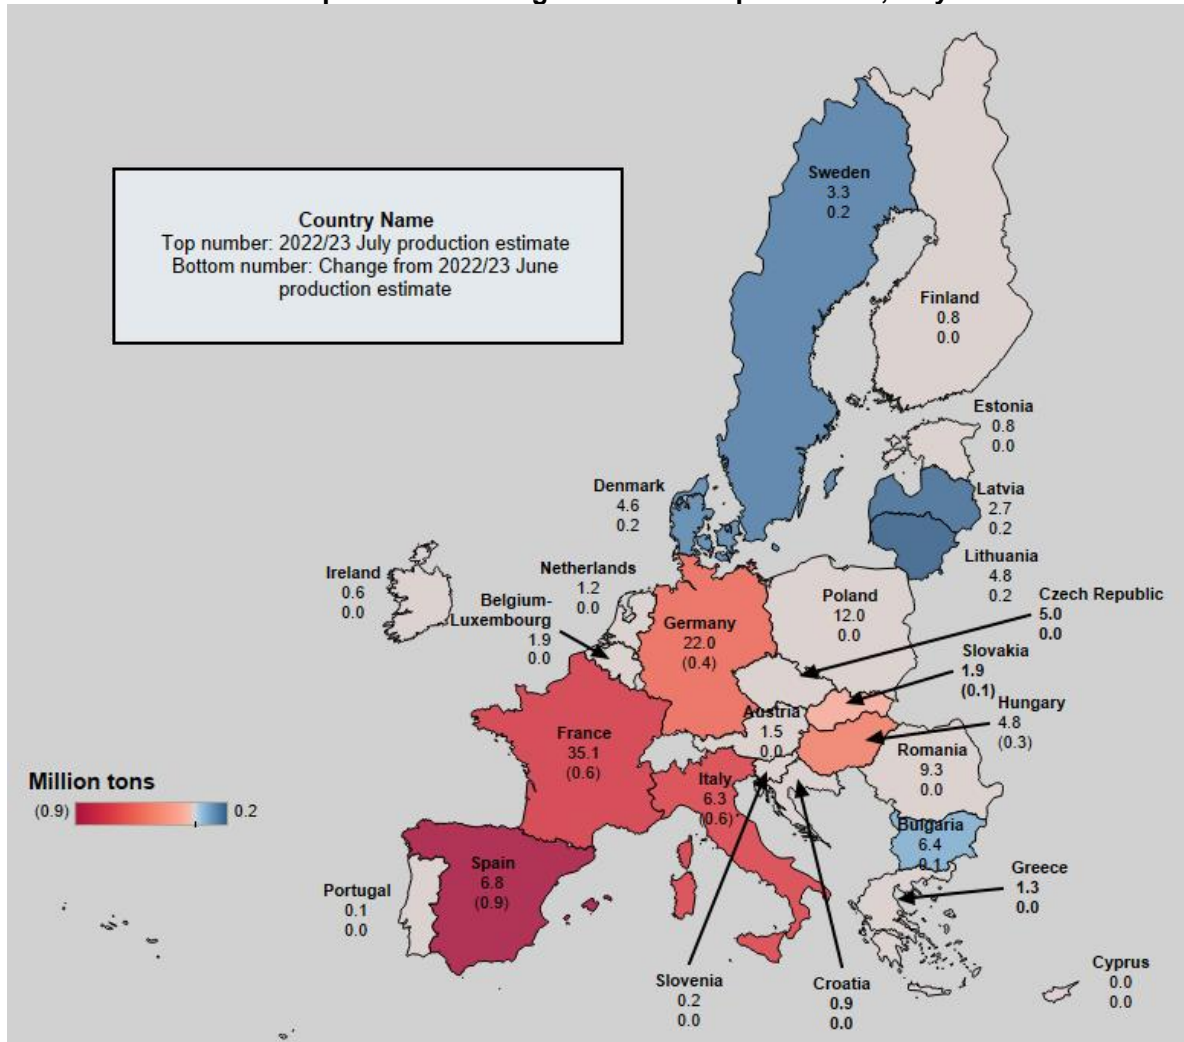 Country Name
Top number: 2022/23 July production estimate
Bottom number: Change from 2022/23 June
production estimate
Sweden
3.3
0.2
Finland
0.8
0.0
Estonia
0.8
0.0
Latvia
2.7
0.2
Lithuania
4.8
0.2
Denmark
4.6
0.2
Ireland
0.6
0.0
Netherlands
1.2
0.0
Belgium-
Luxembourg
1.9
0.0
Germany
22.0
(0.4)
Poland
12.0
0.0
Czech Republic
5.0
0.0
Slovakia
1.9
(0.1)
Hungary
4.8
(0.3)
Austria
1.5
0.0
France
35.1
(0.6)
Italy
6.3
(0.6)
Romania
9.3
0.0
Bulgaria
6.4
0.1
Million tons
(0.9)
0.2
Spain
6.8
(0.9)
Portugal
0.1
0.0
Greece
1.3
0.0
Slovenia
0.2
0.0
Croatia
0.9
0.0
Cyprus
0.0
0.0